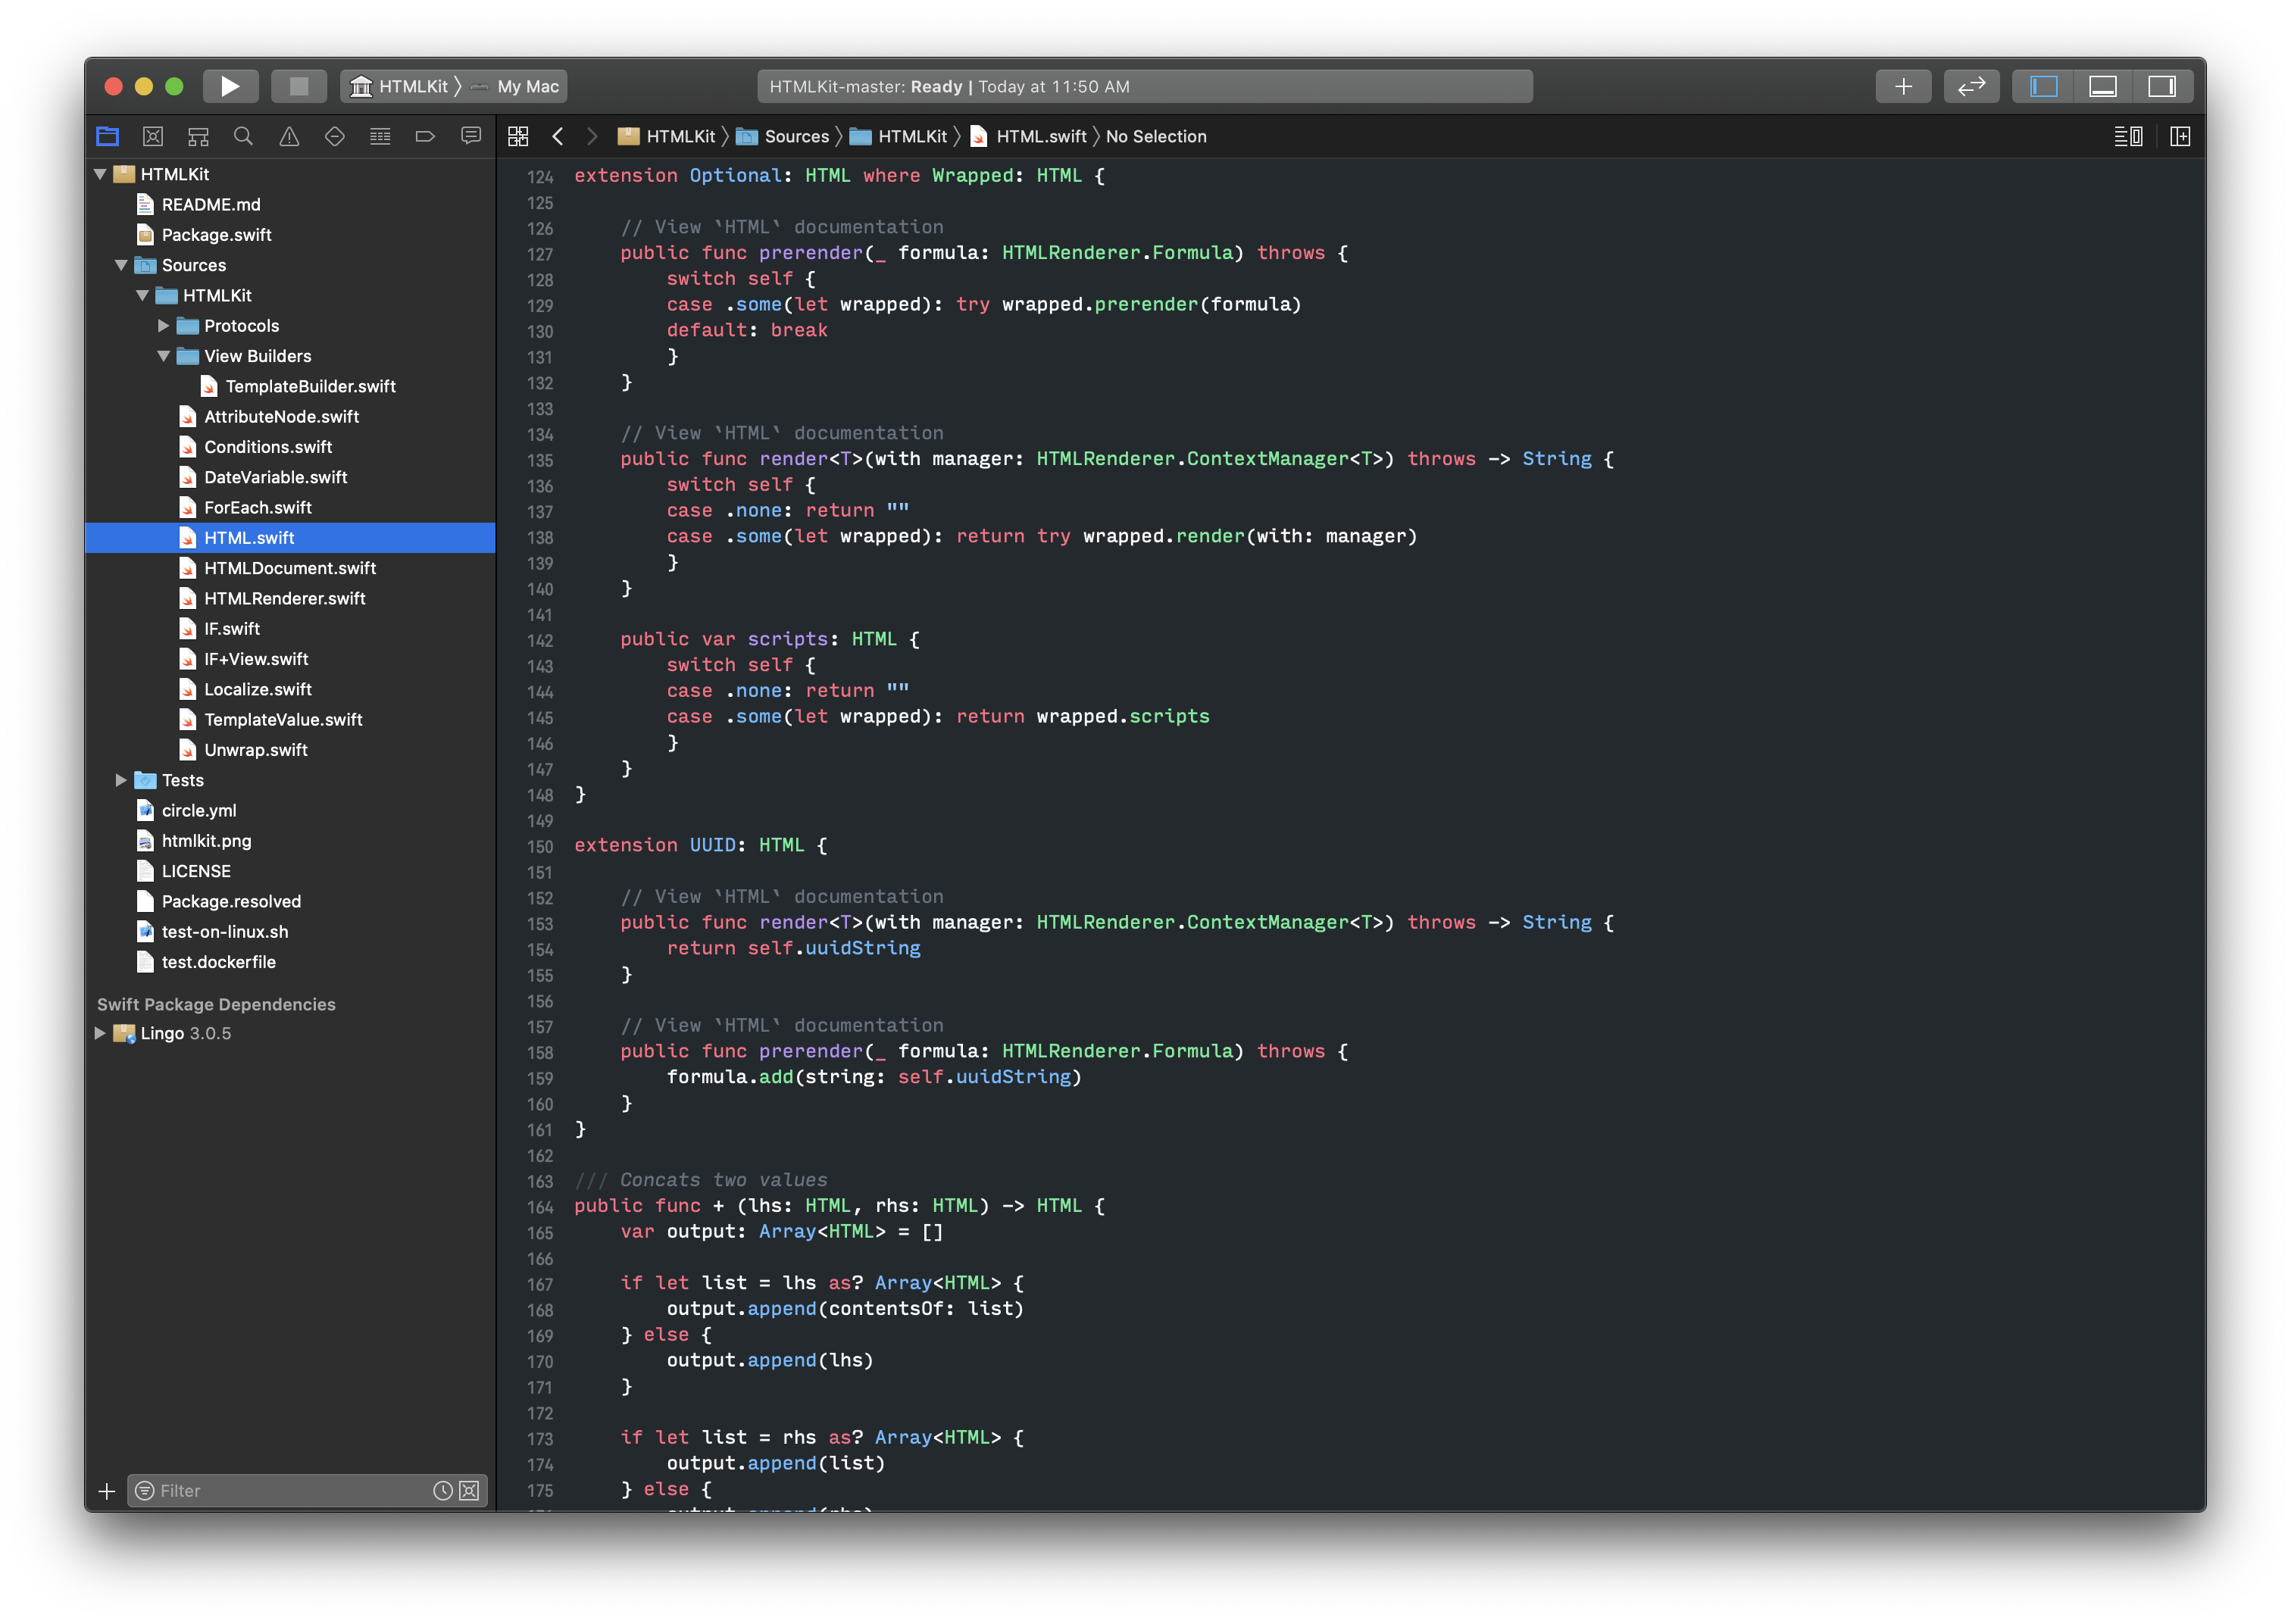 HTMLKit 〉 My Mac
HTMLKit-master: Ready | Today at 11:50 AM
HTMLKit 〉 Sources 〉 HTMLKit 〉 HTML.swift 〉 No Selection
HTMLKit
README.md
Package.swift
Sources
HTMLKit
Protocols
View Builders
TemplateBuilder.swift
AttributeNode.swift
Conditions.swift
DateVariable.swift
ForEach.swift
HTML.swift
HTMLDocument.swift
HTMLRenderer.swift
IF.swift
IF+View.swift
Localize.swift
TemplateValue.swift
Unwrap.swift
Tests
circle.yml
htmlkit.png
LICENSE
Package.resolved
test-on-linux.sh
test.dockerfile
Swift Package Dependencies
Lingo 3.0.5
Filter
124 extension Optional: HTML where Wrapped: HTML {
125
126     // View `HTML` documentation
127     public func prerender(_ formula: HTMLRenderer.Formula) throws {
128         switch self {
129         case .some(let wrapped): try wrapped.prerender(formula)
130         default: break
131         }
132     }
133
134     // View `HTML` documentation
135     public func render<T>(with manager: HTMLRenderer.ContextManager<T>) throws -> String {
136         switch self {
137         case .none: return ""
138         case .some(let wrapped): return try wrapped.render(with: manager)
139         }
140     }
141
142     public var scripts: HTML {
143         switch self {
144         case .none: return ""
145         case .some(let wrapped): return wrapped.scripts
146         }
147     }
148 }
149
150 extension UUID: HTML {
151
152     // View `HTML` documentation
153     public func render<T>(with manager: HTMLRenderer.ContextManager<T>) throws -> String {
154         return self.uuidString
155     }
156
157     // View `HTML` documentation
158     public func prerender(_ formula: HTMLRenderer.Formula) throws {
159         formula.add(string: self.uuidString)
160     }
161 }
162
163 /// Concats two values
164 public func + (lhs: HTML, rhs: HTML) -> HTML {
165     var output: Array<HTML> = []
166
167     if let list = lhs as? Array<HTML> {
168         output.append(contentsOf: list)
169     } else {
170         output.append(lhs)
171     }
172
173     if let list = rhs as? Array<HTML> {
174         output.append(list)
175     } else {